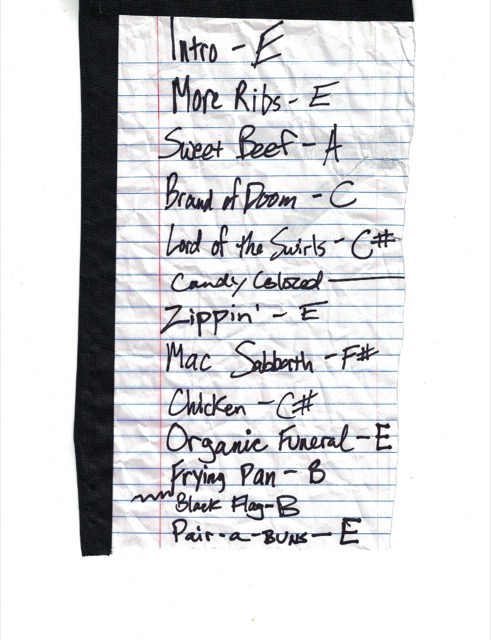 Intro - E
More Ribs - E
Sweet Beef - A
Brand of Doom - C
Lord of the Swirls - C#
Candy Colored —
Zippin' - E
Mac Sabbath - F#
Chicken - C#
Organic Funeral - E
Frying Pan - B
Black Flag - B
Pair-a-Buns - E